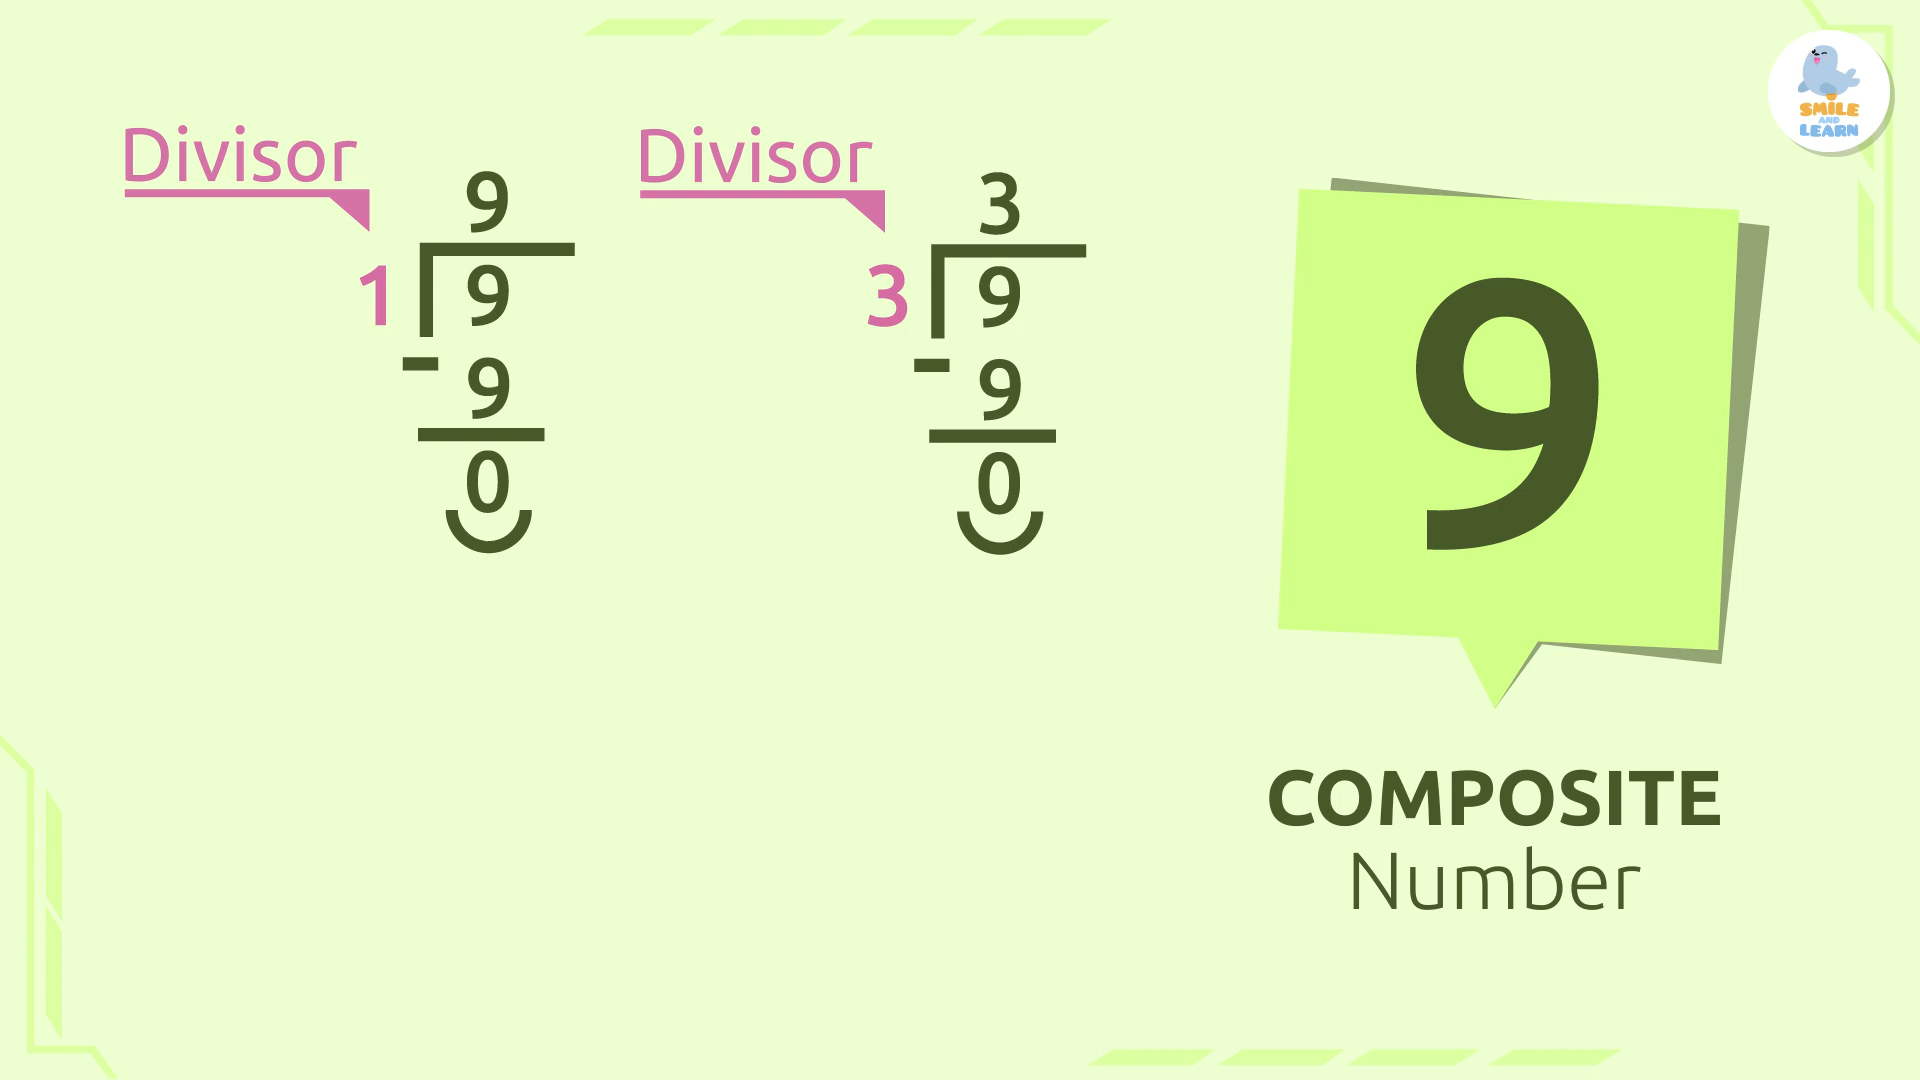 Divisor
9
1 9
- 9
0
Divisor
3
3 9
- 9
0
9
COMPOSITE
Number
SMILE
AND
LEARN